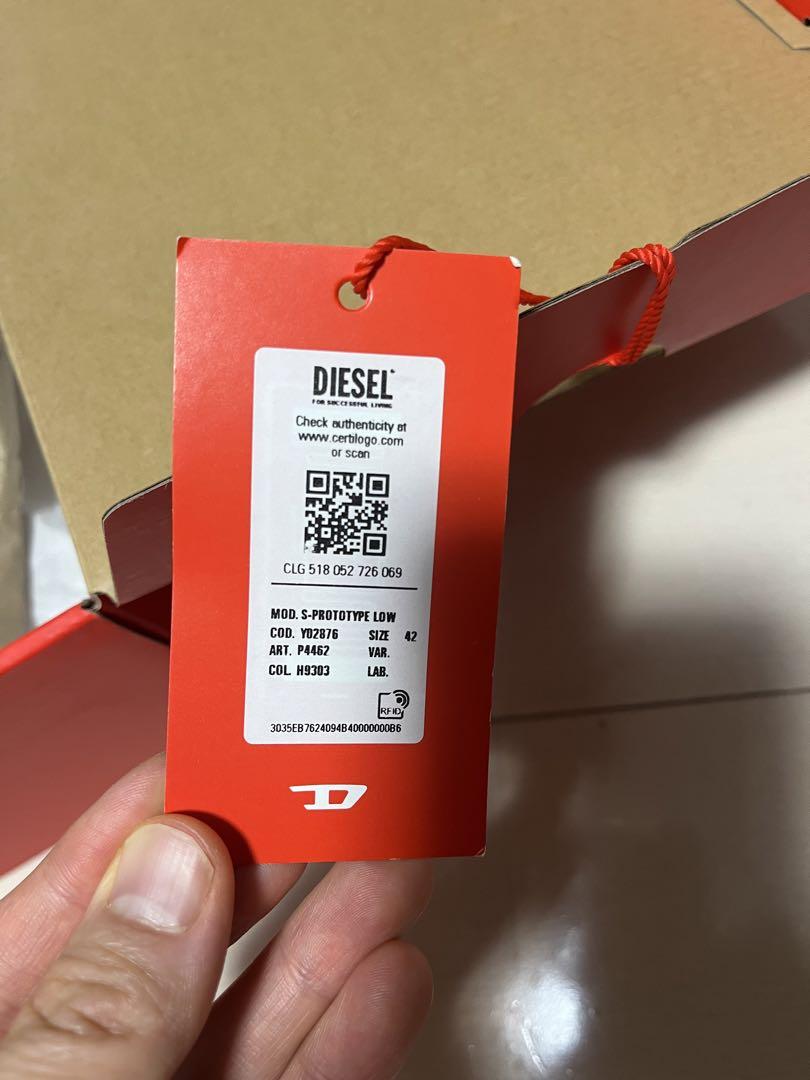 DIESEL
FOR SUCCESSFUL LIVING
Check authenticity at
www.certilogo.com
or scan
CLG 518 052 726 069
MOD. S-PROTOTYPE LOW
COD. Y02876 SIZE 42
ART. P4462 VAR.
COL. H9303 LAB.
RFID
3035EB7624094B40000000B6
D